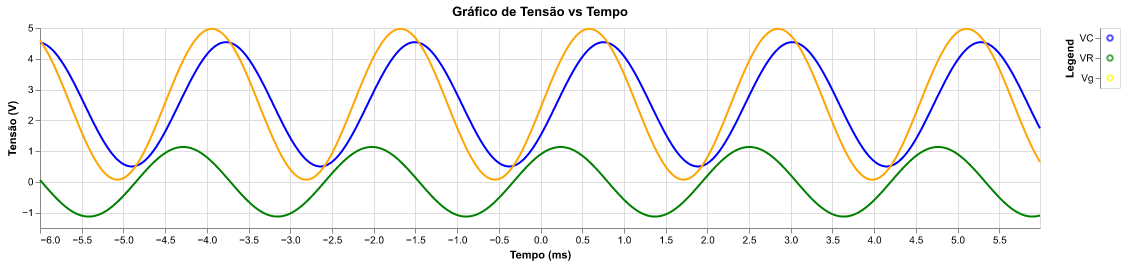 Gráfico de Tensão vs Tempo
Tensão (V)
5
4
3
2
1
0
−1
−6.0 −5.5 −5.0 −4.5 −4.0 −3.5 −3.0 −2.5 −2.0 −1.5 −1.0 −0.5 0.0 0.5 1.0 1.5 2.0 2.5 3.0 3.5 4.0 4.5 5.0 5.5
Tempo (ms)
Legend
VC
VR
Vg